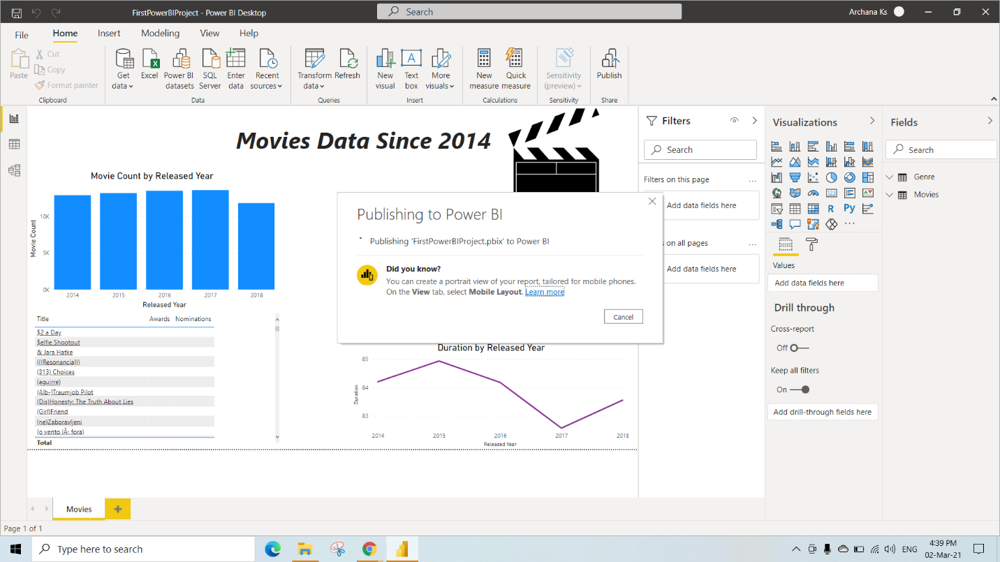 FirstPowerBIProject - Power BI Desktop
Search
Archana Ks
File
Home
Insert
Modeling
View
Help
Paste
Cut
Copy
Format painter
Clipboard
Get data
Excel
Power BI datasets
SQL Server
Enter data
Recent sources
Data
Transform data
Refresh
Queries
New visual
Text box
More visuals
Insert
New measure
Quick measure
Calculations
Sensitivity (preview)
Sensitivity
Publish
Share
Movies Data Since 2014
Movie Count by Released Year
Movie Count
10K
5K
0K
2014 2015 2016 2017 2018
Released Year
Title Awards Nominations
$2 a Day
$elfie Shootout
& Jara Hatke
(((Resonancia)))
(313) Choices
(aguirre)
(Alb-)Traumjob Pilot
(Dis)Honesty: The Truth About Lies
(Girl)Friend
(ne)Zaboravljeni
(o vento lÃ¡ fora)
Total
Publishing to Power BI
Publishing 'FirstPowerBIProject.pbix' to Power BI
Did you know?
You can create a portrait view of your report, tailored for mobile phones.
On the View tab, select Mobile Layout. Learn more
Cancel
Duration by Released Year
Duration
85
84
83
2014 2015 2016 2017 2018
Released Year
Filters
Search
Filters on this page
...
Add data fields here
on all pages
...
Add data fields here
Visualizations
R
Py
...
Values
Add data fields here
Drill through
Cross-report
Off
Keep all filters
On
Add drill-through fields here
Fields
Search
Genre
Movies
Movies
Page 1 of 1
Type here to search
ENG
4:39 PM
02-Mar-21